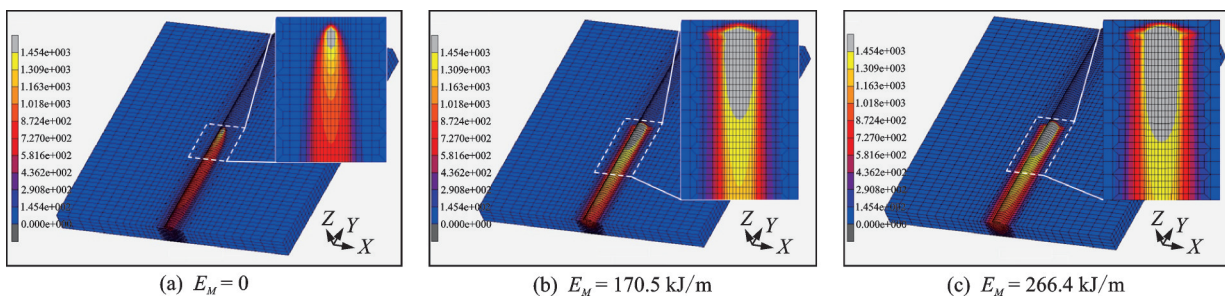 1.454e+003
1.309e+003
1.163e+003
1.018e+003
8.724e+002
7.270e+002
5.816e+002
4.362e+002
2.908e+002
1.454e+002
0.000e+000
Z
Y
X
(a) E_M = 0
1.454e+003
1.309e+003
1.163e+003
1.018e+003
8.724e+002
7.270e+002
5.816e+002
4.362e+002
2.908e+002
1.454e+002
0.000e+000
Z
Y
X
(b) E_M = 170.5 kJ/m
1.454e+003
1.309e+003
1.163e+003
1.018e+003
8.724e+002
7.270e+002
5.816e+002
4.362e+002
2.908e+002
1.454e+002
0.000e+000
Z
Y
X
(c) E_M = 266.4 kJ/m